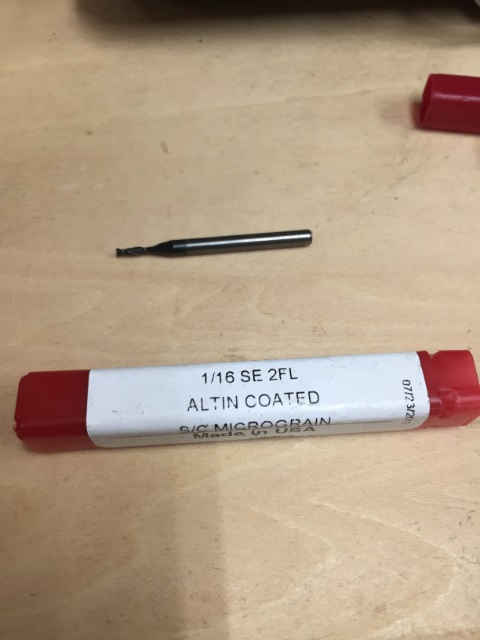 1/16 SE 2FL
ALTIN COATED
S/C MICROGRAIN
Made in USA